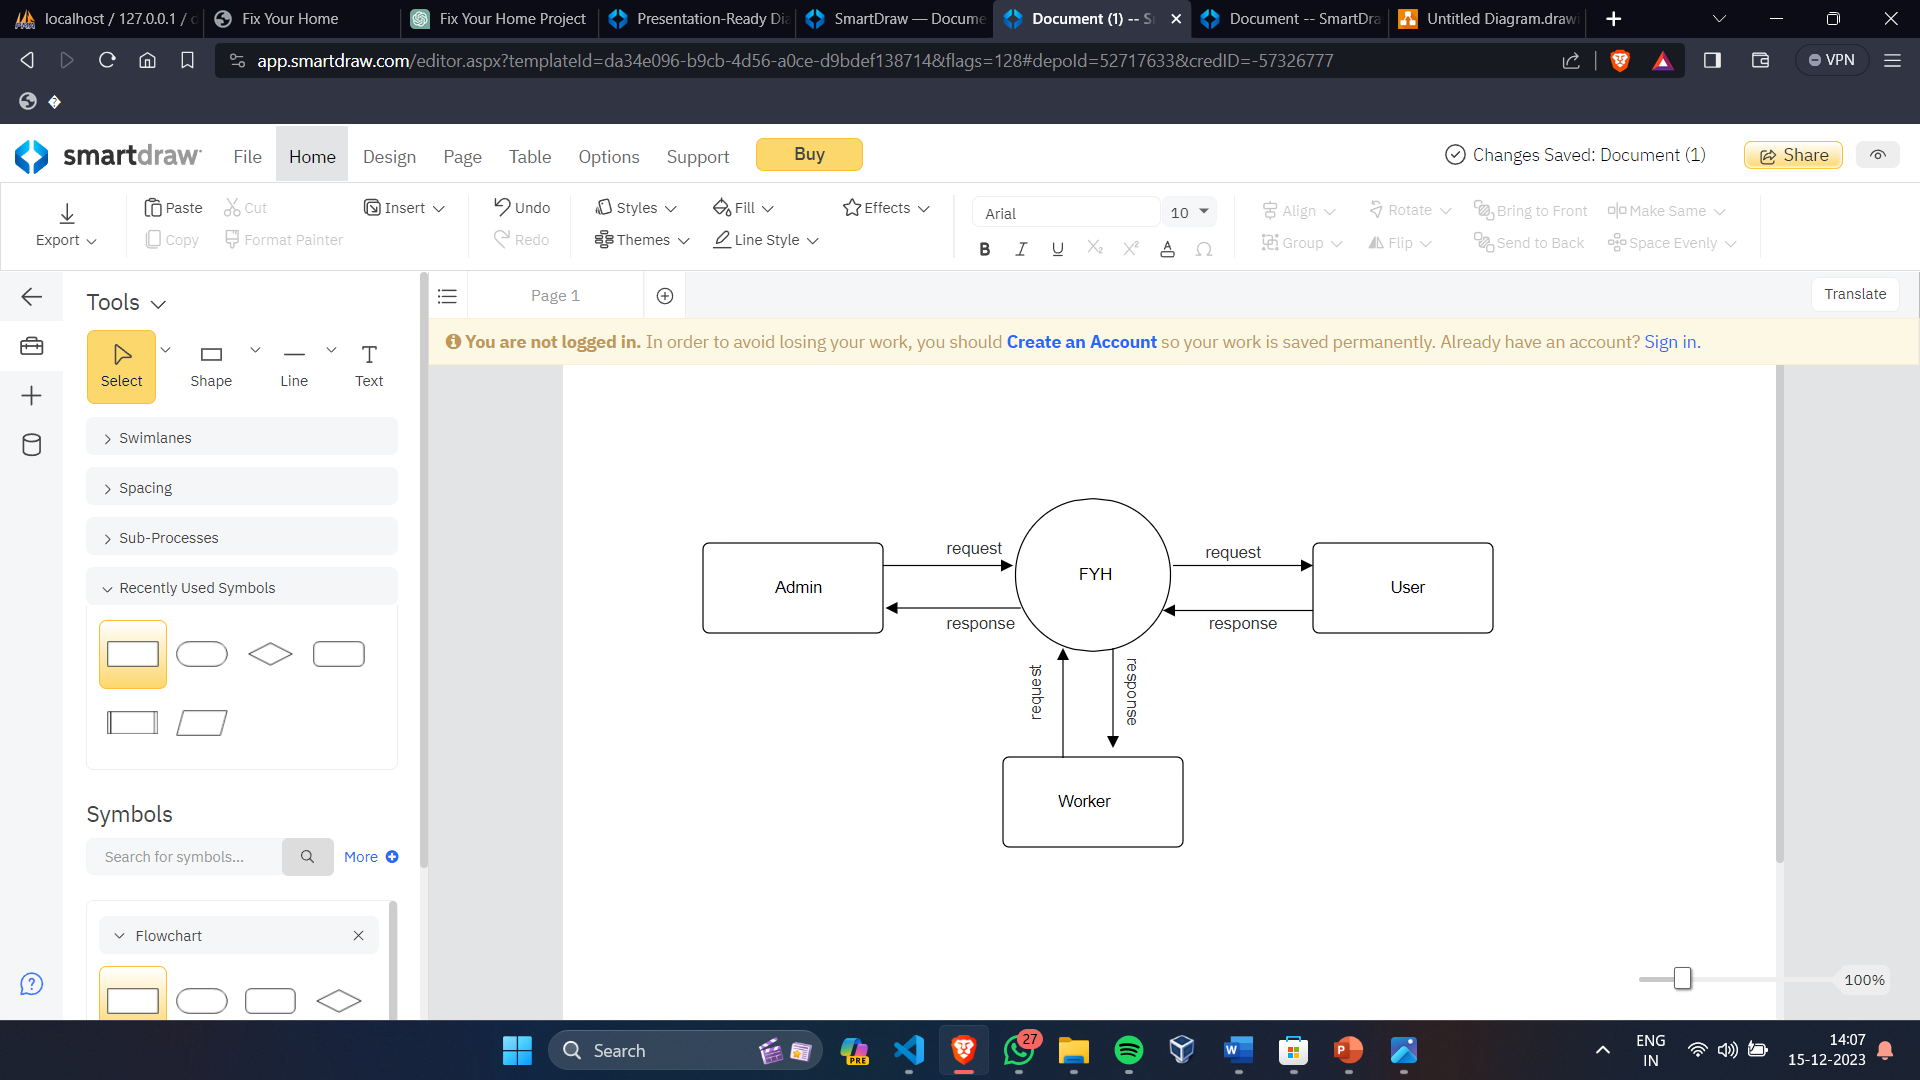 localhost / 127.0.0.1 / d
Fix Your Home
Fix Your Home Project
Presentation-Ready Dia
SmartDraw — Docume
Document (1) -- S
Document -- SmartDra
Untitled Diagram.drawi
app.smartdraw.com/editor.aspx?templateId=da34e096-b9cb-4d56-a0ce-d9bdef138714&flags=128#depoId=52717633&credID=-57326777
VPN
smartdraw
File
Home
Design
Page
Table
Options
Support
Buy
Changes Saved: Document (1)
Share
Export
Paste
Cut
Copy
Format Painter
Insert
Undo
Redo
Styles
Fill
Effects
Themes
Line Style
Arial
10
B I U X₂ X² A Ω
Align
Rotate
Bring to Front
Make Same
Group
Flip
Send to Back
Space Evenly
Tools
Page 1
Translate
You are not logged in. In order to avoid losing your work, you should Create an Account so your work is saved permanently. Already have an account? Sign in.
Select
Shape
Line
Text
Swimlanes
Spacing
Sub-Processes
Recently Used Symbols
Symbols
Search for symbols...
More
Flowchart
request
request
Admin
FYH
User
response
response
request
response
Worker
100%
Search
PRE
27
ENG
IN
14:07
15-12-2023